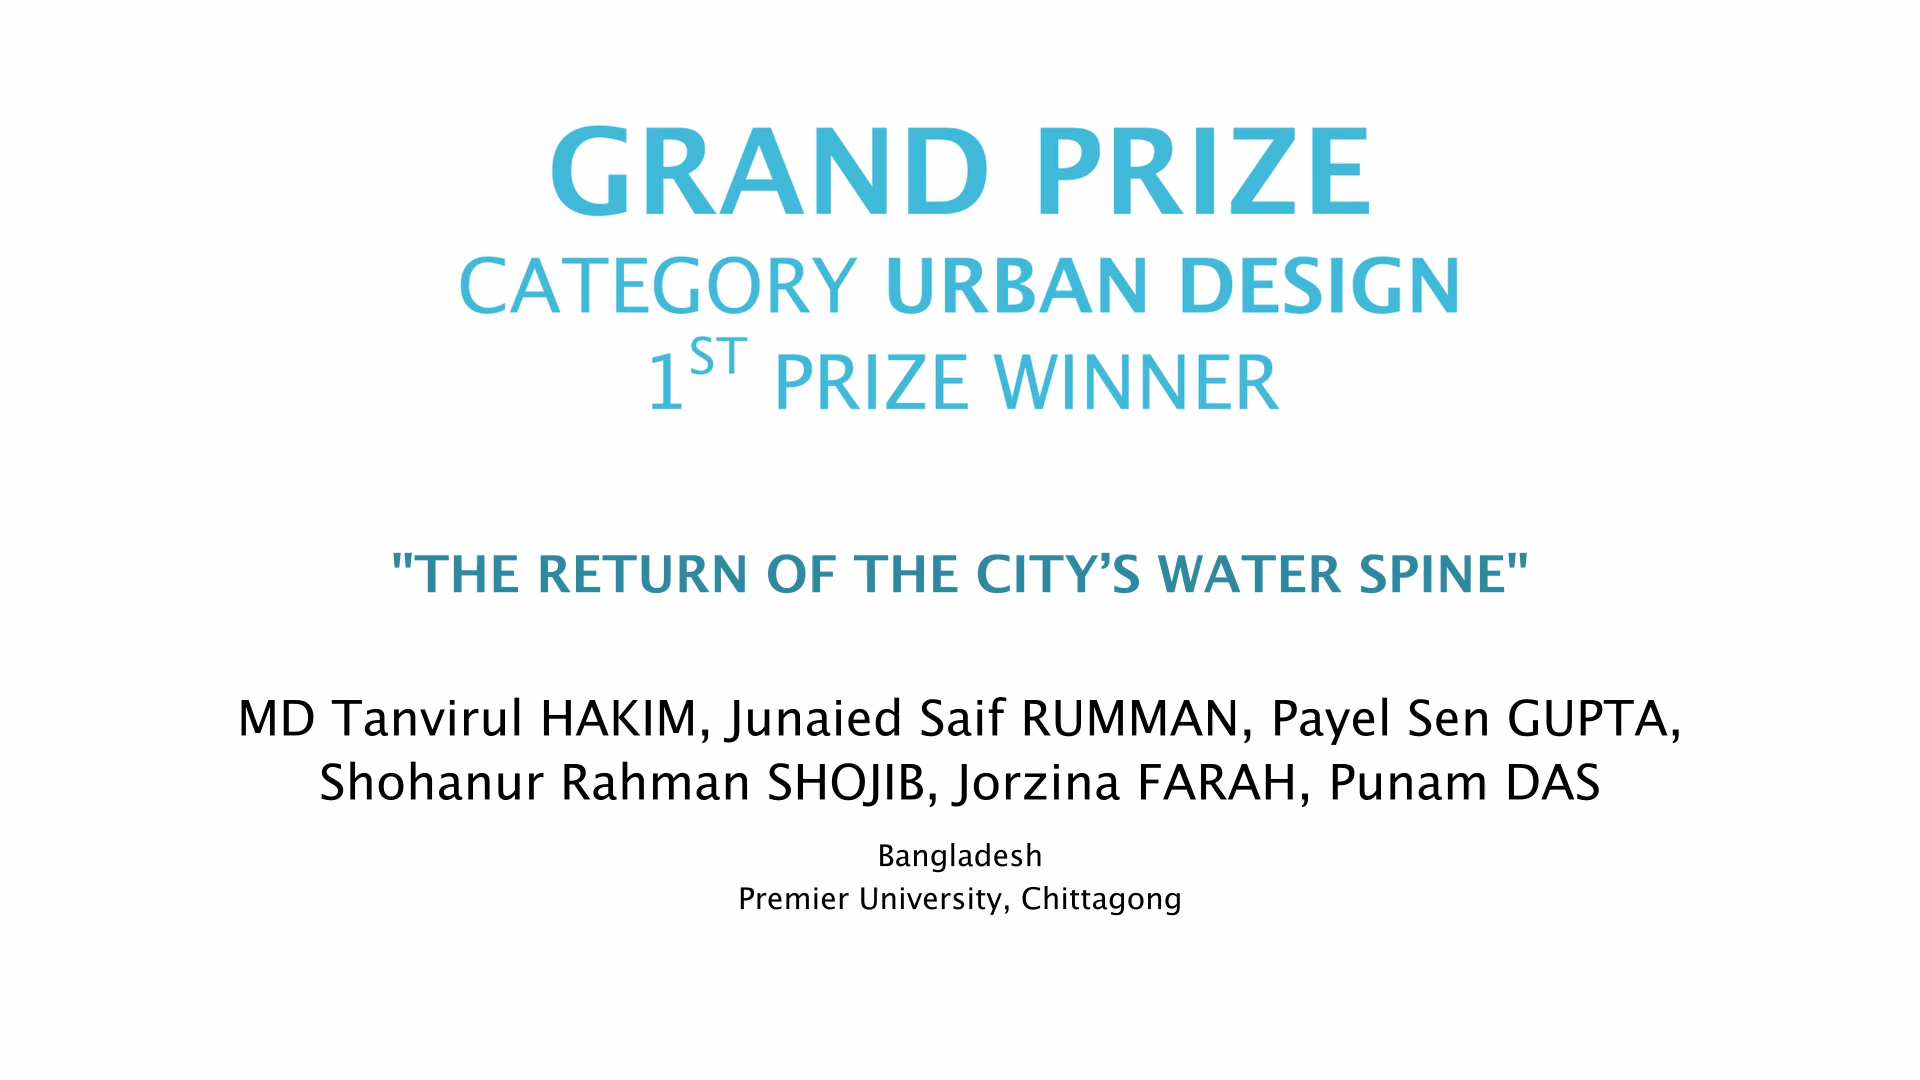 GRAND PRIZE
CATEGORY URBAN DESIGN
1ST PRIZE WINNER
"THE RETURN OF THE CITY’S WATER SPINE"
MD Tanvirul HAKIM, Junaied Saif RUMMAN, Payel Sen GUPTA,
Shohanur Rahman SHOJIB, Jorzina FARAH, Punam DAS
Bangladesh
Premier University, Chittagong